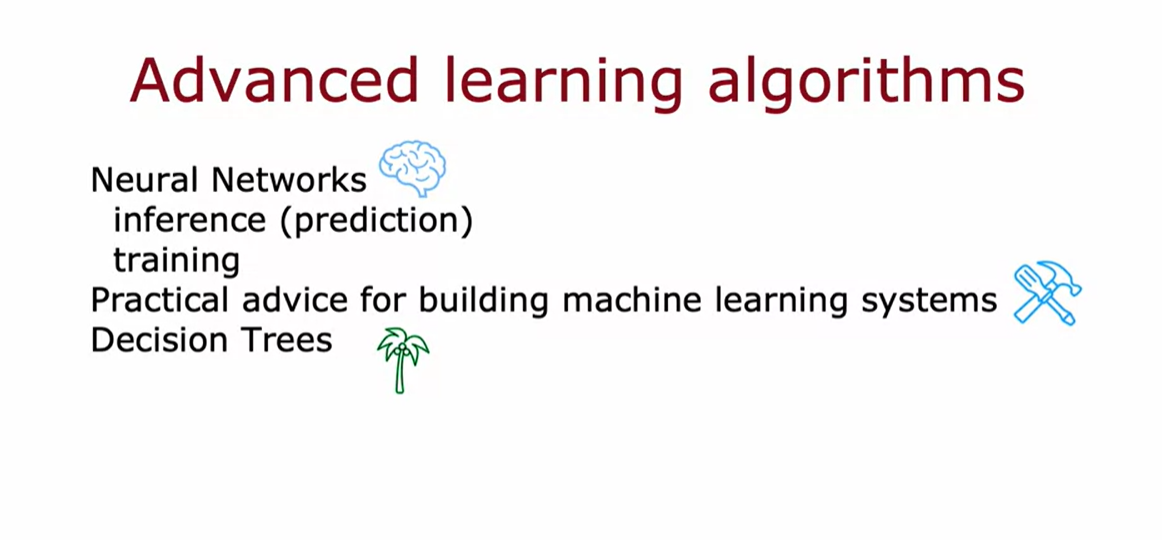 Advanced learning algorithms
Neural Networks
inference (prediction)
training
Practical advice for building machine learning systems
Decision Trees